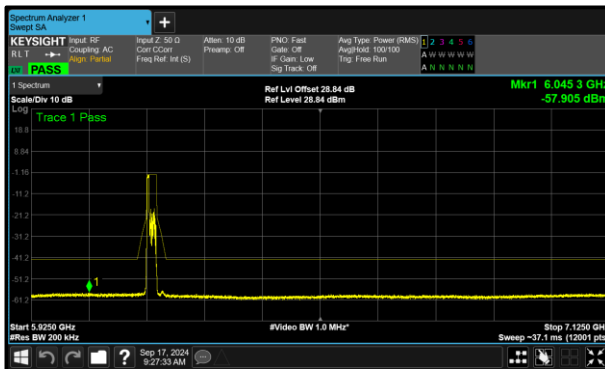 Spectrum Analyzer 1
Swept SA
KEYSIGHT
RLT
PASS
Input: RF
Coupling: AC
Align: Partial
Input Z: 50 Ω
Corr CCorr
Freq Ref: Int (S)
Atten: 10 dB
Preamp: Off
PNO: Fast
Gate: Off
IF Gain: Low
Sig Track: Off
Avg Type: Power (RMS)
Avg|Hold: 100/100
Trig: Free Run
1 2 3 4 5 6
A W W W W W
A N N N N N
1 Spectrum
Scale/Div 10 dB
Ref Lvl Offset 28.84 dB
Ref Level 28.84 dBm
Mkr1 6.045 3 GHz
-57.905 dBm
Log
Trace 1 Pass
18.8
8.84
-1.16
-11.2
-21.2
-31.2
-41.2
-51.2
-61.2
1
Start 5.9250 GHz
#Res BW 200 kHz
#Video BW 1.0 MHz*
Stop 7.1250 GHz
Sweep ~37.1 ms (12001 pts)
?
Sep 17, 2024
9:27:33 AM